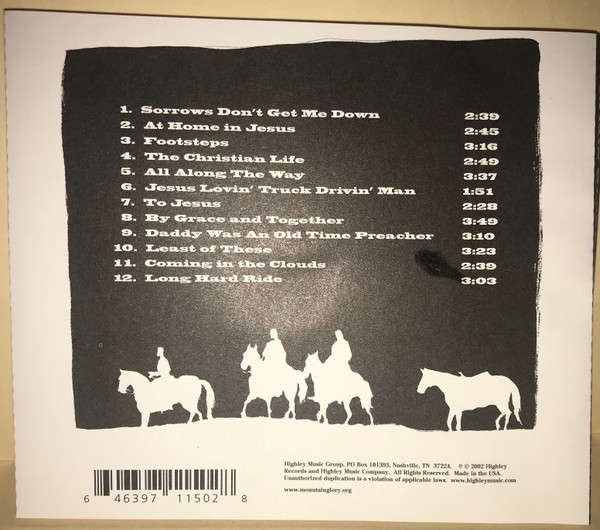 1. Sorrows Don't Get Me Down 2:39
2. At Home in Jesus 2:45
3. Footsteps 3:16
4. The Christian Life 2:49
5. All Along The Way 3:37
6. Jesus Lovin' Truck Drivin' Man 1:51
7. To Jesus 2:28
8. By Grace and Together 3:49
9. Daddy Was An Old Time Preacher 3:10
10. Least of These 3:23
11. Coming in the Clouds 2:39
12. Long Hard Ride 3:03
Highley Music Group, PO Box 101393, Nashville, TN 37224. ℗ © 2002 Highley
Records and Highley Music Company. All Rights Reserved. Made in the USA.
Unauthorized duplication is a violation of applicable laws. www.highleymusic.com
www.mountainglory.org
6 46397 11502 8